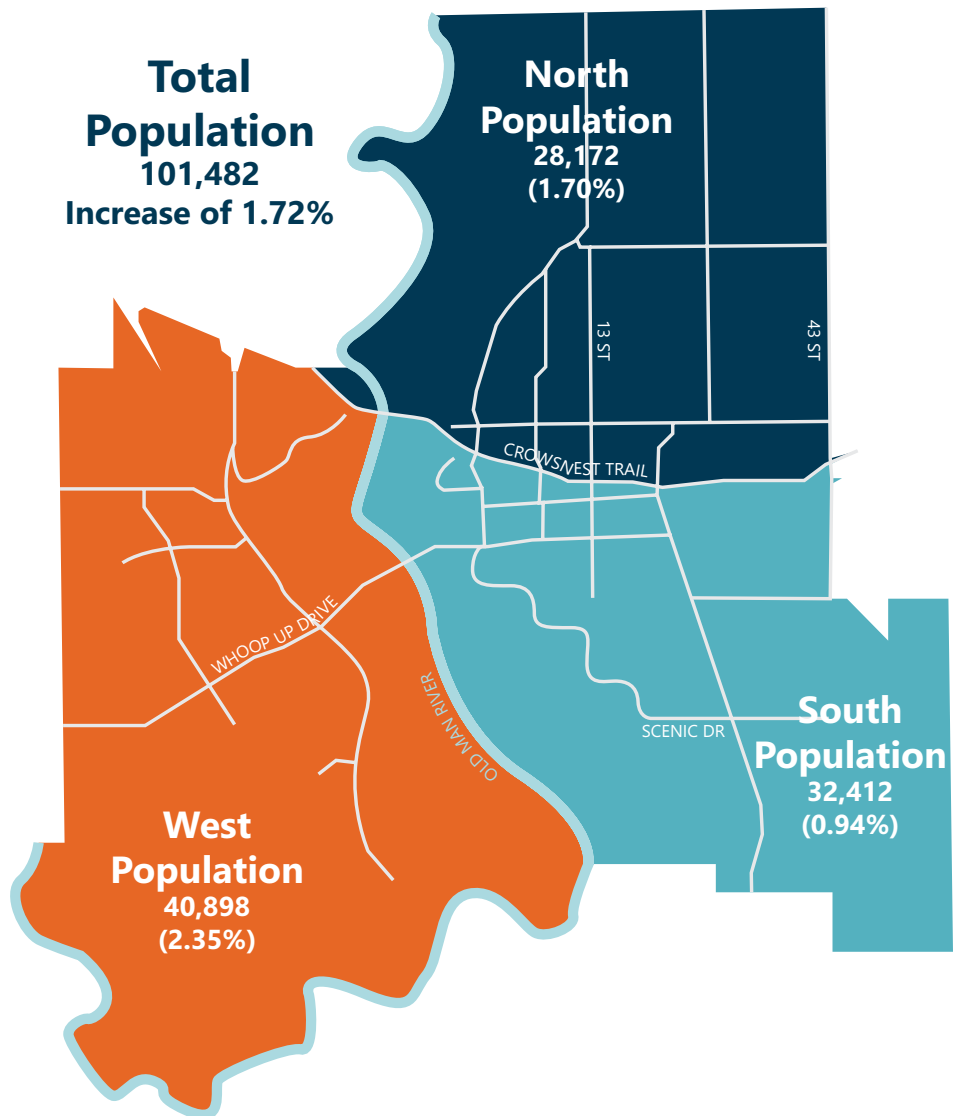 Total
Population
101,482
Increase of 1.72%
North
Population
28,172
(1.70%)
13 ST
43 ST
CROWSNEST TRAIL
WHOOP UP DRIVE
OLD MAN RIVER
SCENIC DR
South
Population
32,412
(0.94%)
West
Population
40,898
(2.35%)